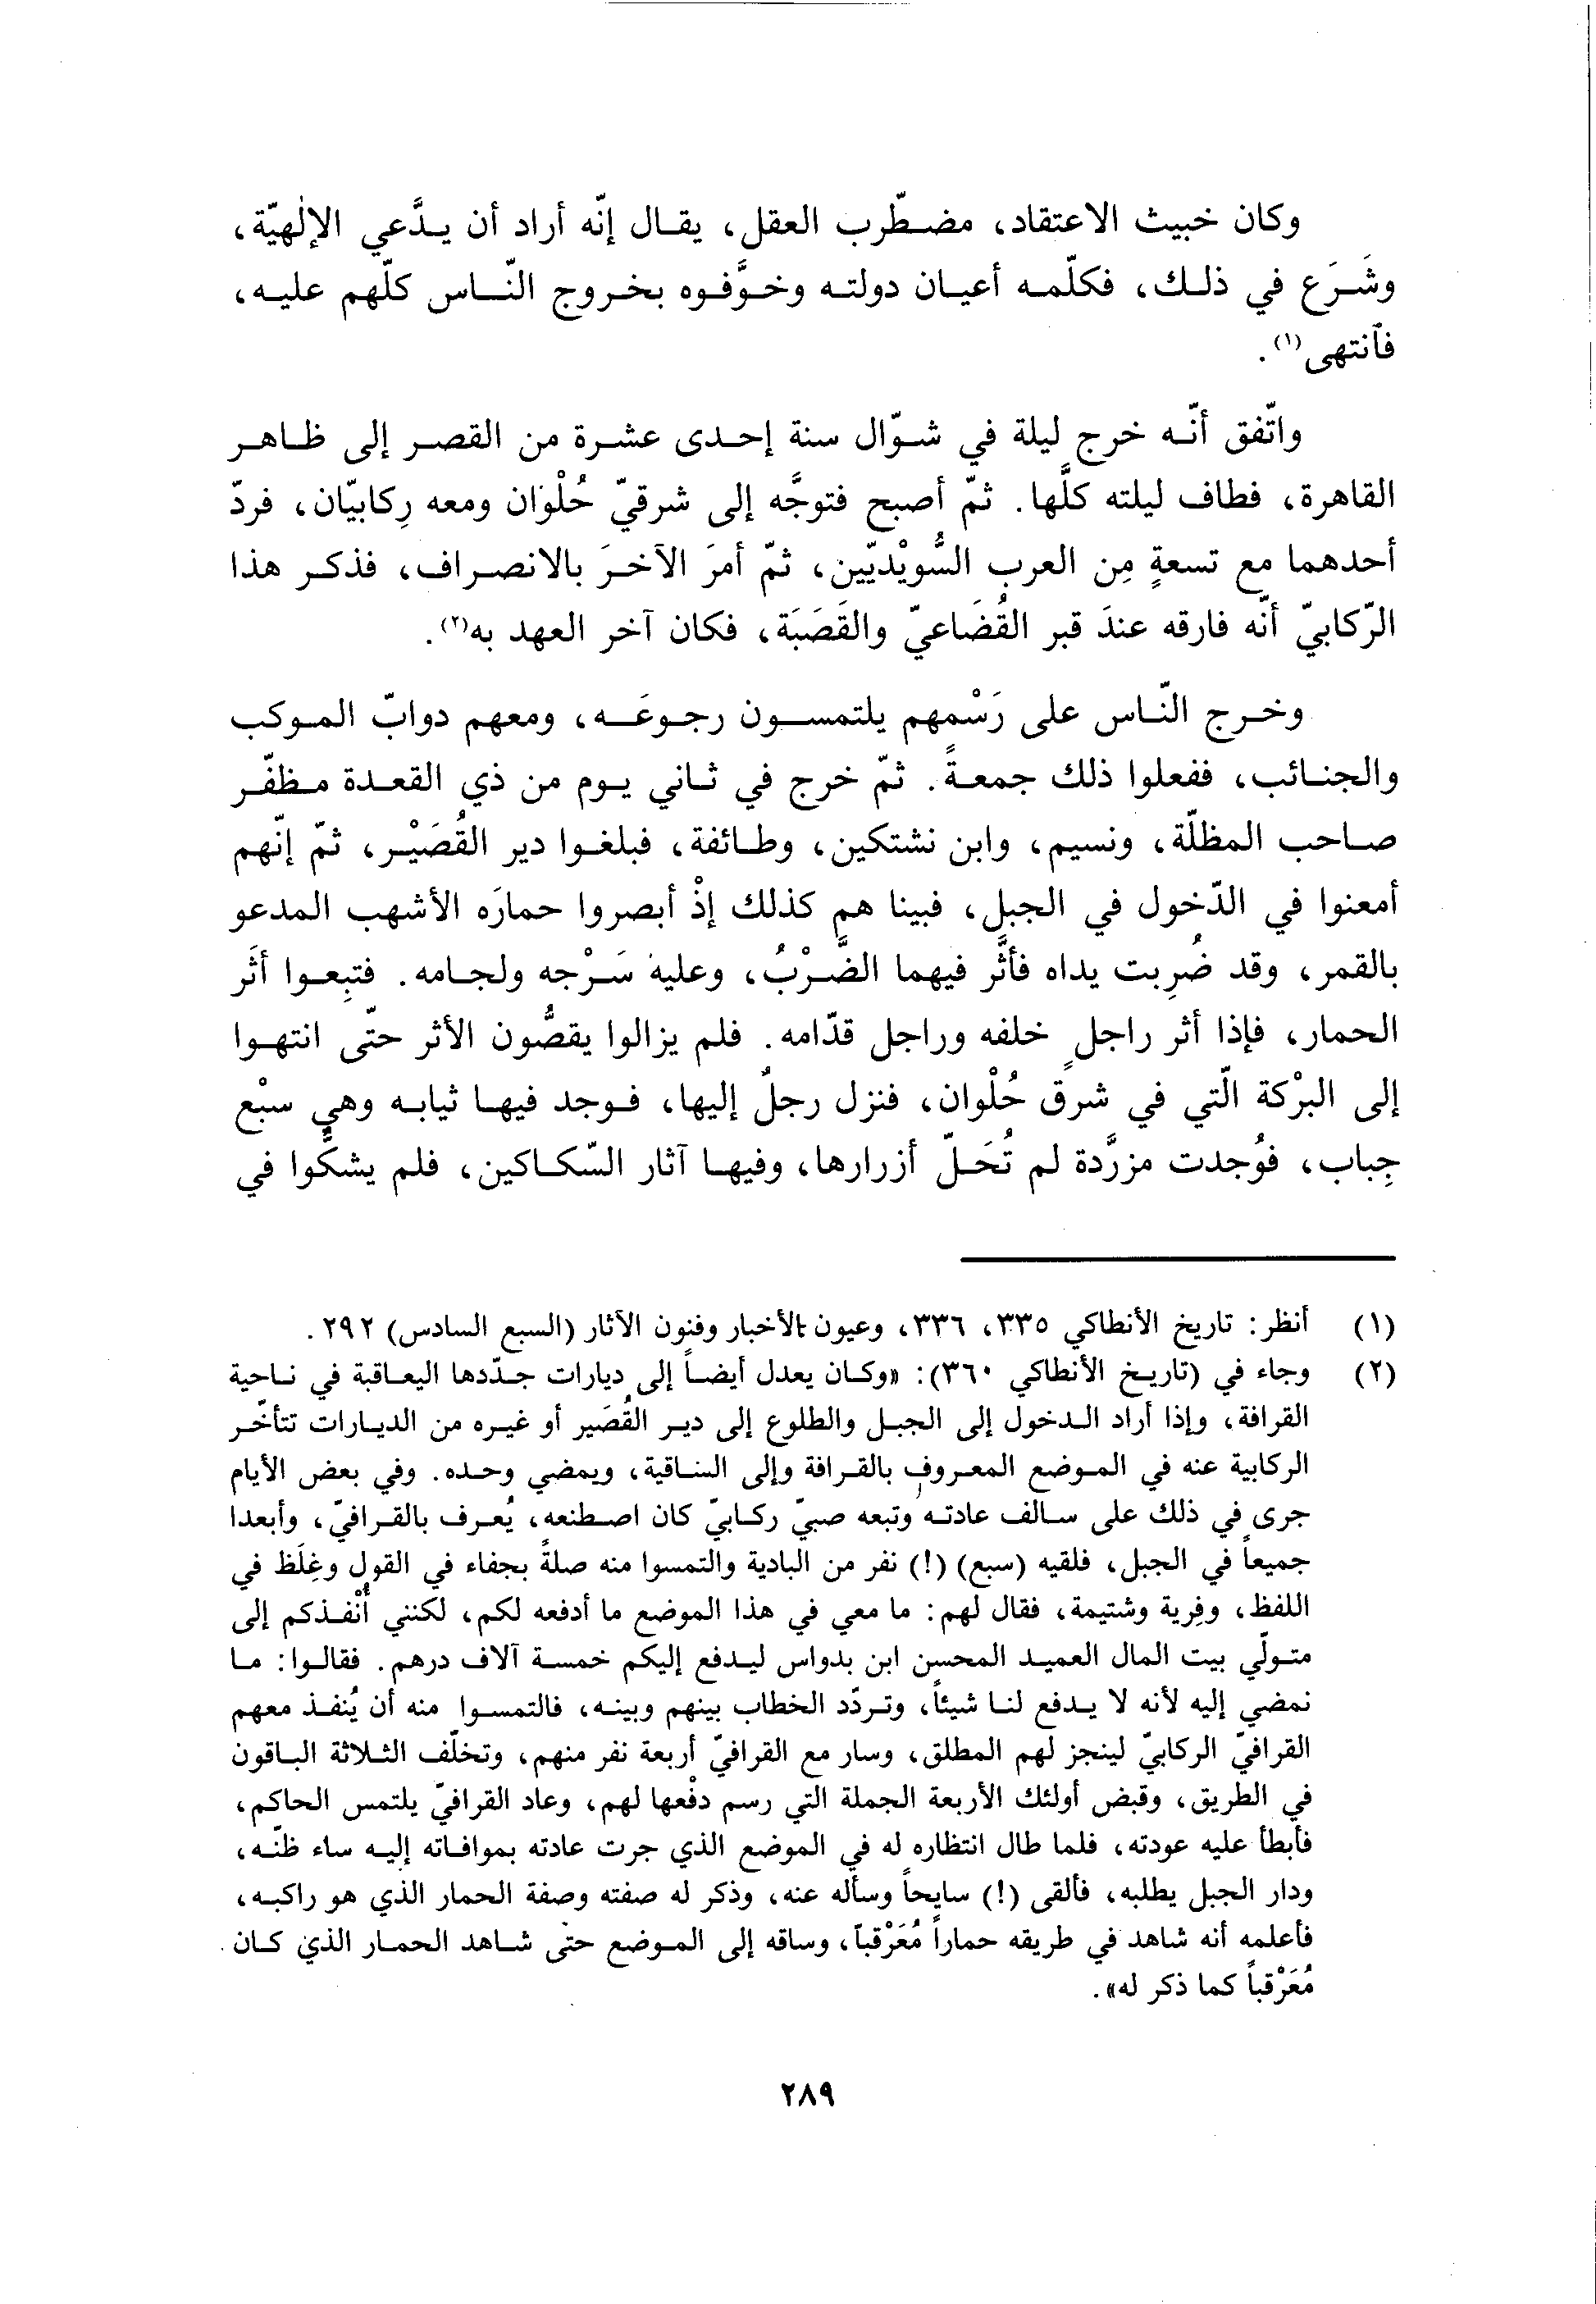 وكان خبيث الاعتقاد، مضطّرب العقل، يقال إنّه أراد أن يدَّعي الإلٰهيّة،
وشَرَع في ذلك، فكلّمه أعيان دولته وخوَّفوه بخروج النّاس كلّهم عليه،
فٱنتهى(١).
واتّفق أنّه خرج ليلة في شوّال سنة إحدى عشرة من القصر إلى ظاهر
القاهرة، فطاف ليلته كلَّها. ثمّ أصبح فتوجَّه إلى شرقيّ حُلْوان ومعه رِكابيّان، فردّ
أحدهما مع تسعةٍ مِن العرب السُّوَيْديّين، ثمّ أمرَ الآخرَ بالانصراف، فذكر هذا
الرّكابيّ أنّه فارقه عندَ قبر القُضَاعيّ والقَصَبَة، فكان آخر العهد به(٢).
وخرج النّاس على رَسْمهم يلتمسون رجوعَه، ومعهم دوابّ الموكب
والجنائب، ففعلوا ذلك جمعةً. ثمّ خرج في ثاني يوم من ذي القعدة مظفّر
صاحب المظلّة، ونسيم، وابن نشتكين، وطائفة، فبلغوا دير القُصَيْر، ثمّ إنّهم
أمعنوا في الدّخول في الجبل، فبينا هم كذلك إذْ أبصروا حمارَه الأشهب المدعو
بالقمر، وقد ضُرِبت يداه فأثَّر فيهما الضَّرْبُ، وعليه سَرْجه ولجامه. فتبِعوا أثَر
الحمار، فإذا أثر راجلٍ خلفه وراجل قدّامه. فلم يزالوا يقصُّون الأثر حتّى انتهوا
إلى البرْكة الّتي في شرق حُلْوان، فنزل رجلٌ إليها، فوجد فيها ثيابه وهي سبْع
جِباب، فوُجدت مزرَّدة لم تُحَلّ أزرارها، وفيها آثار السّكاكين، فلم يشكُّوا في
(١) أنظر: تاريخ الأنطاكي ٣٣٥، ٣٣٦، وعيون الأخبار وفنون الآثار (السبع السادس) ٢٩٢.
(٢) وجاء في (تاريخ الأنطاكي ٣٦٠): «وكان يعدل أيضاً إلى ديارات جدّدها اليعاقبة في ناحية
القرافة، وإذا أراد الدخول إلى الجبل والطلوع إلى دير القُصَير أو غيره من الديارات تتأخّر
الركابية عنه في الموضع المعروف بالقرافة وإلى الساقية، ويمضي وحده. وفي بعض الأيام
جرى في ذلك على سالف عادته وتبعه صبيّ ركابيّ كان اصطنعه، يُعرف بالقرافيّ، وأبعدا
جميعاً في الجبل، فلقيه (سبع) (!) نفر من البادية والتمسوا منه صلةً بجفاء في القول وغِلَظ في
اللفظ، وفِرية وشتيمة، فقال لهم: ما معي في هذا الموضع ما أدفعه لكم، لكنني أُنْفذكم إلى
متولّي بيت المال العميد المحسن ابن بدواس ليدفع إليكم خمسة آلاف درهم. فقالوا: ما
نمضي إليه لأنه لا يدفع لنا شيئاً، وتردّد الخطاب بينهم وبينه، فالتمسوا منه أن يُنفذ معهم
القرافيّ الركابيّ لينجز لهم المطلق، وسار مع القرافيّ أربعة نفر منهم، وتخلّف الثلاثة الباقون
في الطريق، وقبض أولئك الأربعة الجملة التي رسم دفْعها لهم، وعاد القرافيّ يلتمس الحاكم،
فأبطأ عليه عودته، فلما طال انتظاره له في الموضع الذي جرت عادته بموافاته إليه ساء ظنّه،
ودار الجبل يطلبه، فألقى (!) سايحاً وسأله عنه، وذكر له صفته وصفة الحمار الذي هو راكبه،
فأعلمه أنه شاهد في طريقه حماراً مُعَرْقباً، وساقه إلى الموضع حتى شاهد الحمار الذي كان
مُعَرْقباً كما ذكر له».
٢٨٩